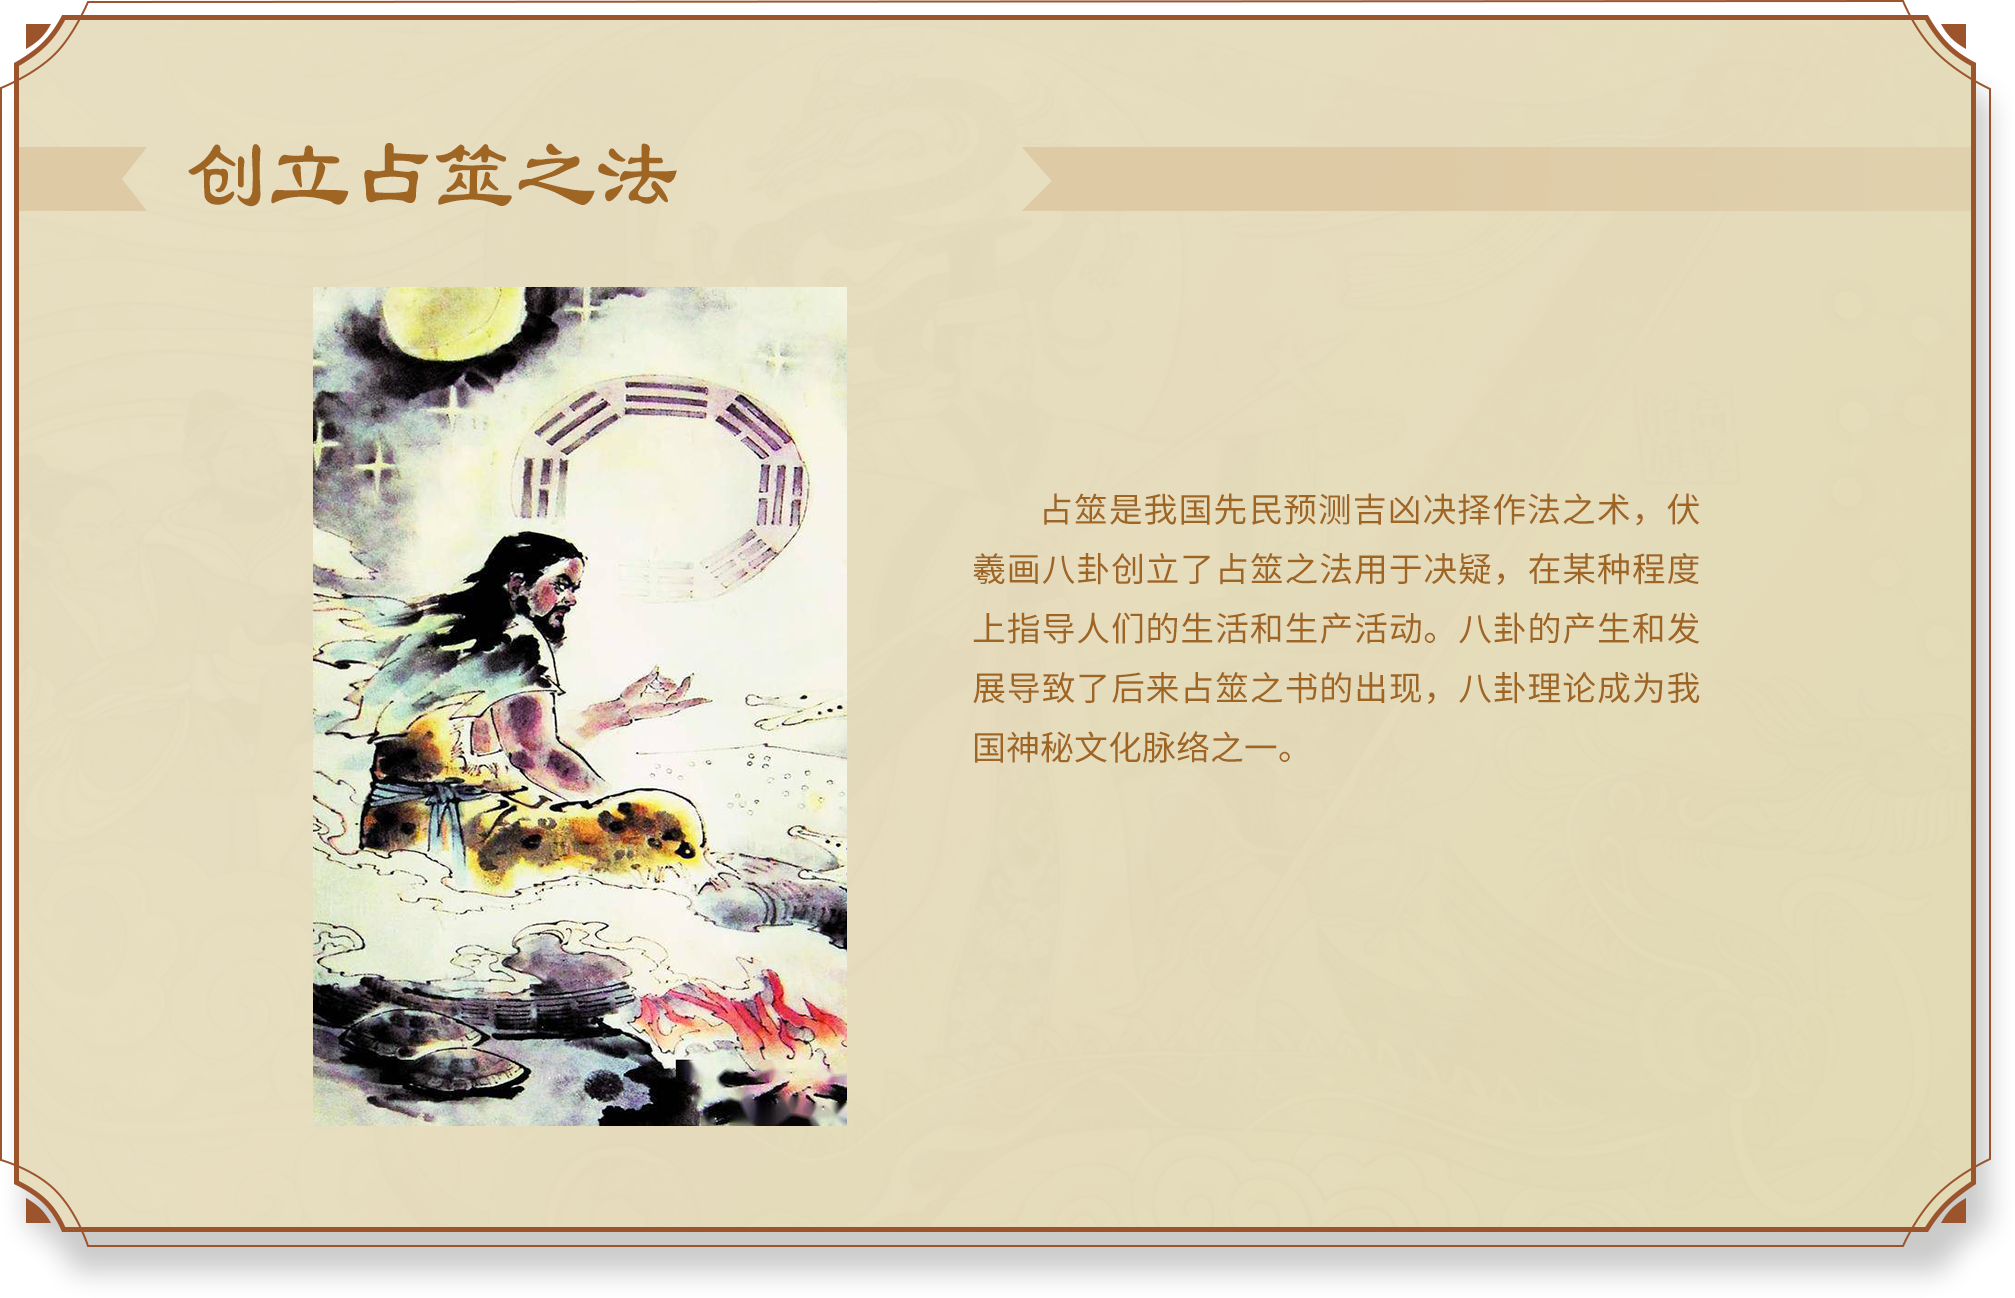 创立占筮之法
占筮是我国先民预测吉凶决择作法之术，伏
羲画八卦创立了占筮之法用于决疑，在某种程度
上指导人们的生活和生产活动。八卦的产生和发
展导致了后来占筮之书的出现，八卦理论成为我
国神秘文化脉络之一。